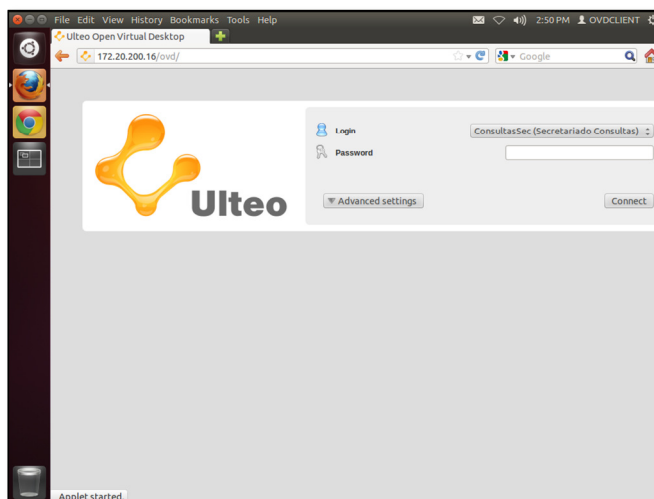 File Edit View History Bookmarks Tools Help 2:50 PM OVDCLIENT
Ulteo Open Virtual Desktop
172.20.200.16/ovd/ Google
Login ConsultasSec (Secretariado Consultas)
Password
Ulteo
Advanced settings Connect
Applet started.